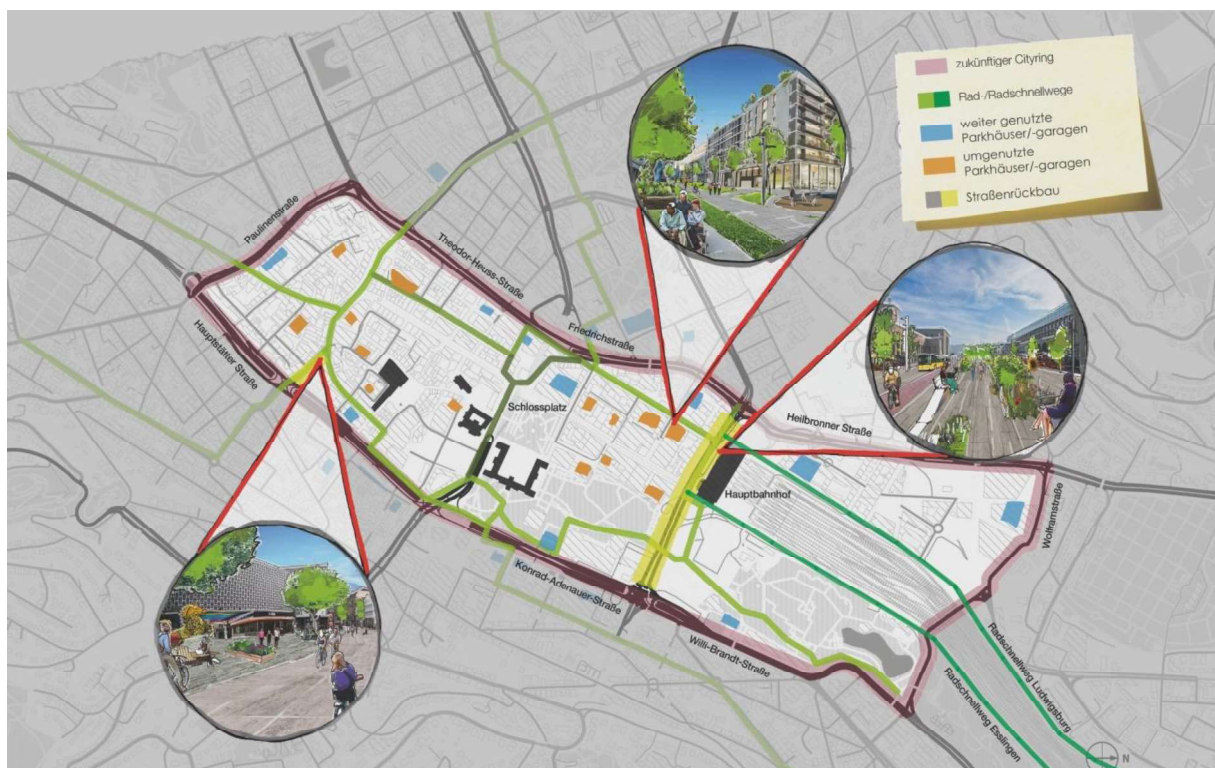 zukünftiger Cityring
Rad-/Radschnellwege
weiter genutzte
Parkhäuser/-garagen
umgenutzte
Parkhäuser/-garagen
Straßenrückbau
Paulinenstraße
Theodor-Heuss-Straße
Hauptstätter Straße
Friedrichstraße
Schlossplatz
Heilbronner Straße
Hauptbahnhof
Wolframstraße
Konrad-Adenauer-Straße
Willi-Brandt-Straße
Radschnellweg Ludwigsburg
Radschnellweg Esslingen
N